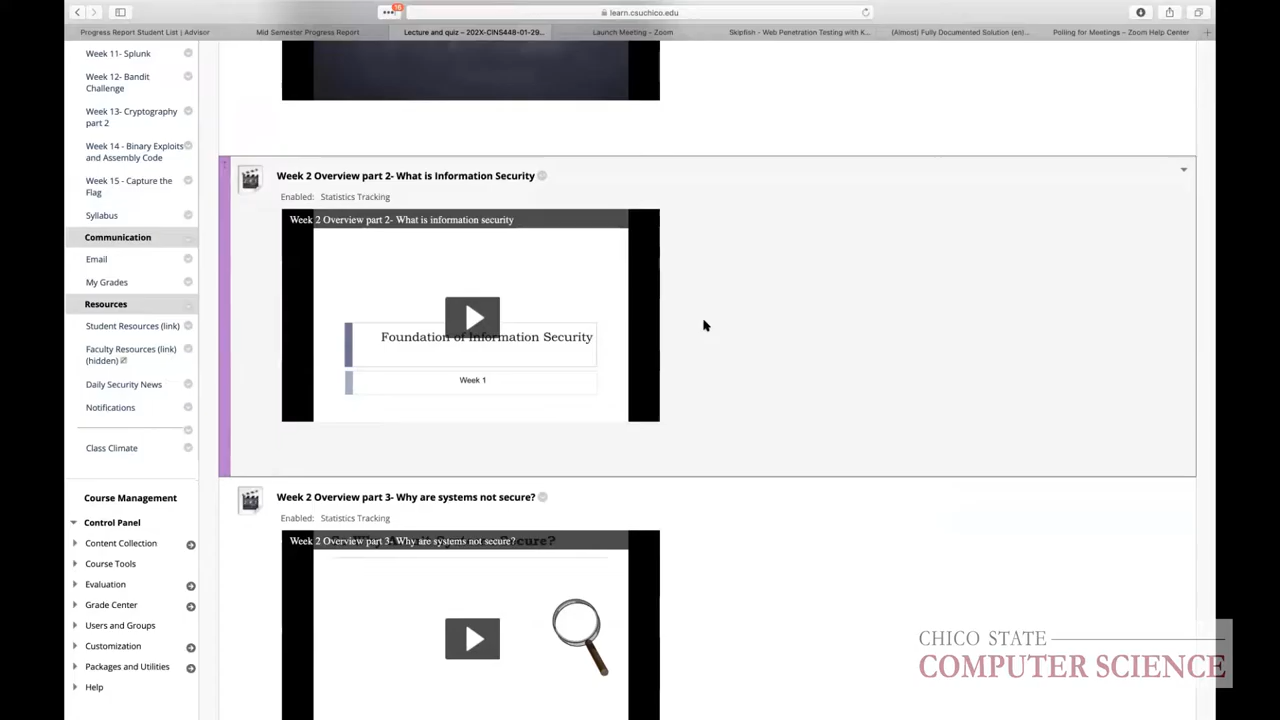 16
learn.csuchico.edu
Progress Report Student List | Advisor
Mid Semester Progress Report
Lecture and quiz – 202X-CINS448-01-29...
Launch Meeting – Zoom
Skipfish - Web Penetration Testing with K...
(Almost) Fully Documented Solution (en)...
Polling for Meetings – Zoom Help Center
Week 11- Splunk
Week 12- Bandit
Challenge
Week 13- Cryptography
part 2
Week 14 - Binary Exploits
and Assembly Code
Week 15 - Capture the
Flag
Syllabus
Communication
Email
My Grades
Resources
Student Resources (link)
Faculty Resources (link)
(hidden)
Daily Security News
Notifications
Class Climate
Course Management
Control Panel
Content Collection
Course Tools
Evaluation
Grade Center
Users and Groups
Customization
Packages and Utilities
Help
Week 2 Overview part 2- What is Information Security
Enabled: Statistics Tracking
Week 2 Overview part 2- What is information security
Foundation of Information Security
Week 1
Week 2 Overview part 3- Why are systems not secure?
Enabled: Statistics Tracking
Week 2 Overview part 3- Why are systems not secure?
CHICO STATE
COMPUTER SCIENCE